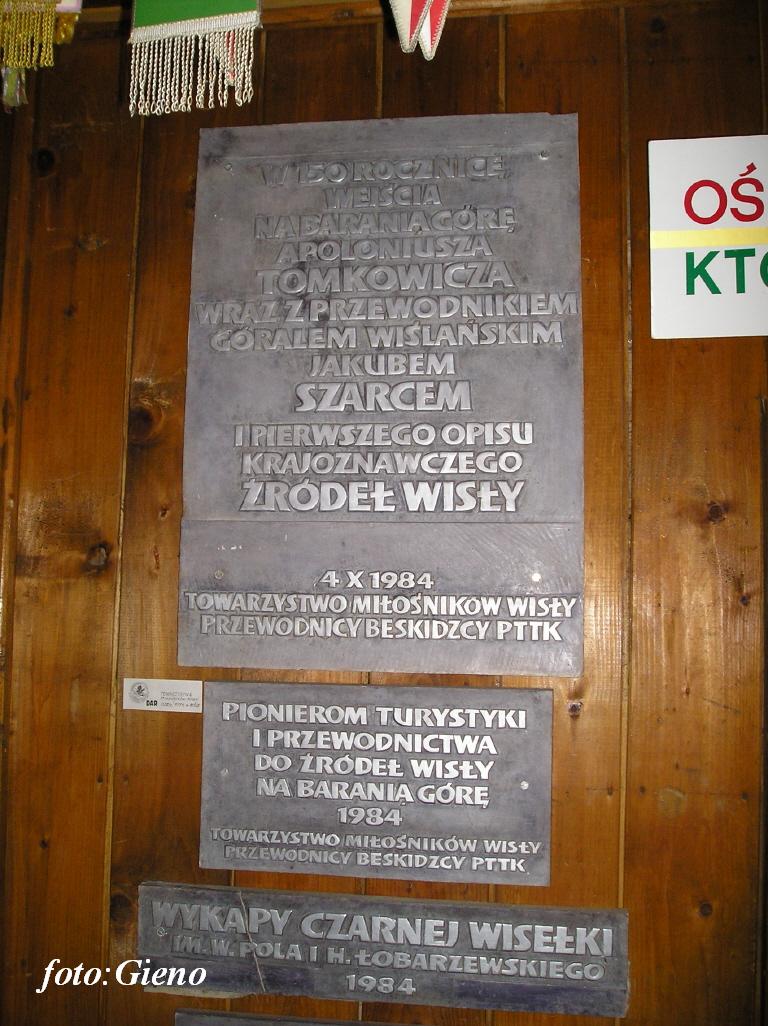 W 150 ROCZNICĘ
WEJŚCIA
NA BARANIĄ GÓRĘ
APOLONIUSZA
TOMKOWICZA
WRAZ Z PRZEWODNIKIEM
GÓRALEM WIŚLAŃSKIM
JAKUBEM
SZARCEM
I PIERWSZEGO OPISU
KRAJOZNAWCZEGO
ŹRÓDEŁ WISŁY
4 X 1984
TOWARZYSTWO MIŁOŚNIKÓW WISŁY
PRZEWODNICY BESKIDZCY PTTK
OŚ
KTO
DAR
PIONIEROM TURYSTYKI
I PRZEWODNICTWA
DO ŹRÓDEŁ WISŁY
NA BARANIĄ GÓRĘ
1984
TOWARZYSTWO MIŁOŚNIKÓW WISŁY
PRZEWODNICY BESKIDZCY PTTK
WYKAPY CZARNEJ WISEŁKI
IM. W. POLA I H. ŁOBARZEWSKIEGO
1984
foto: Gieno